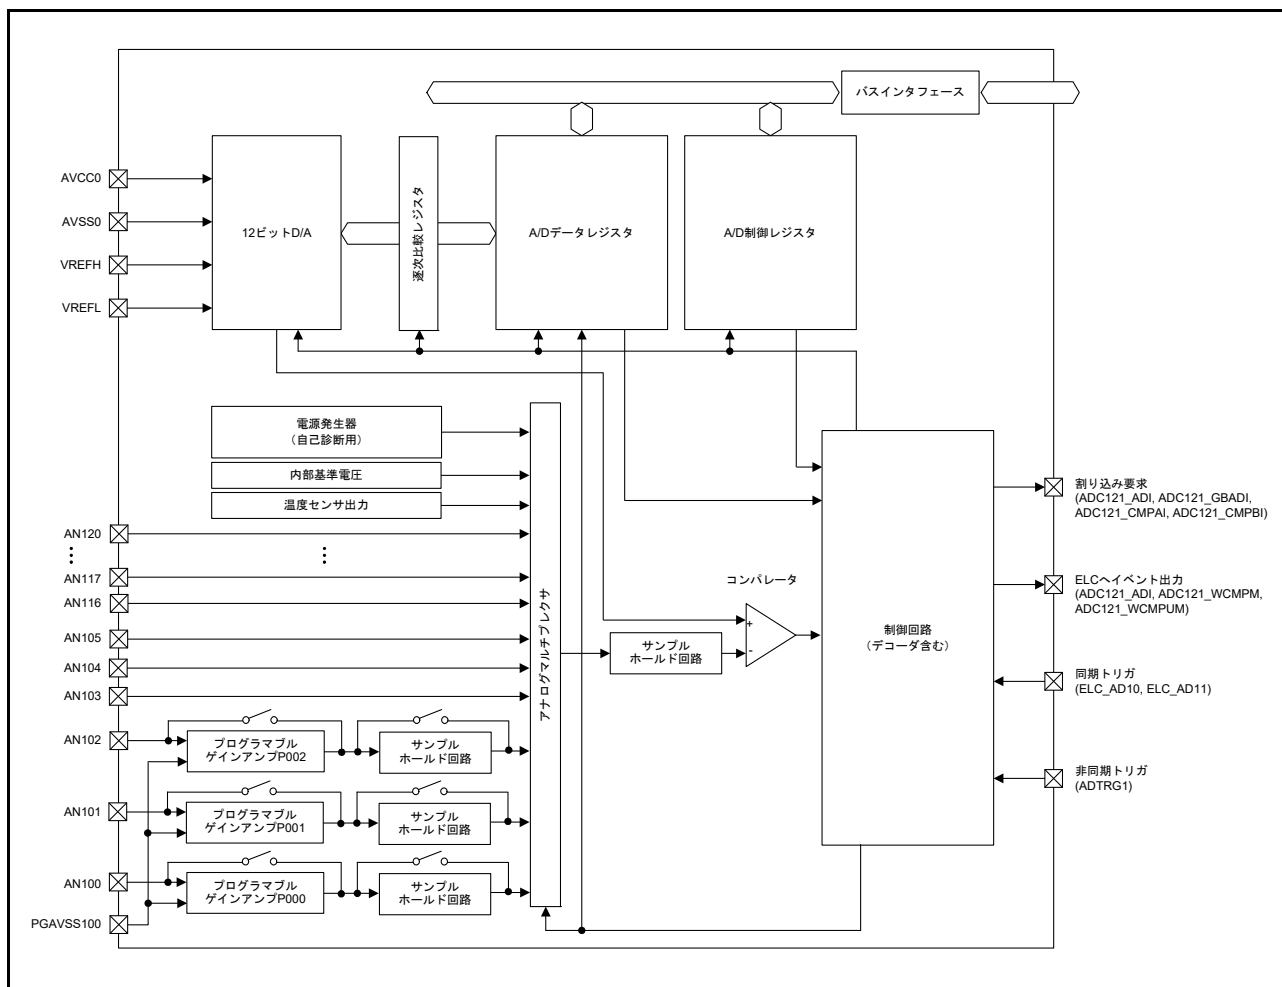 バスインタフェース
AVCC0
AVSS0
VREFH
VREFL
12ビットD/A
逐次比較レジスタ
A/Dデータレジスタ
A/D制御レジスタ
電源発生器
（自己診断用）
内部基準電圧
温度センサ出力
アナログマルチプレクサ
AN120
AN117
AN116
AN105
AN104
AN103
AN102
AN101
AN100
PGAVSS100
プログラマブル
ゲインアンプP002
サンプル
ホールド回路
プログラマブル
ゲインアンプP001
サンプル
ホールド回路
プログラマブル
ゲインアンプP000
サンプル
ホールド回路
サンプル
ホールド回路
コンパレータ
+
-
制御回路
（デコーダ含む）
割り込み要求
(ADC121_ADI, ADC121_GBADI,
ADC121_CMPAI, ADC121_CMPBI)
ELCへイベント出力
(ADC121_ADI, ADC121_WCMPM,
ADC121_WCMPUM)
同期トリガ
(ELC_AD10, ELC_AD11)
非同期トリガ
(ADTRG1)